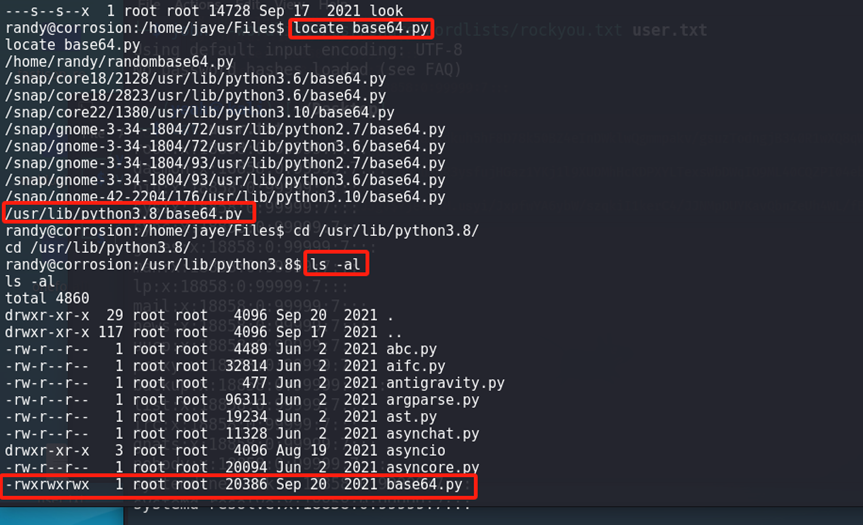 ---s--s--x  1 root root 14728 Sep 17  2021 look
randy@corrosion:/home/jaye/Files$ locate base64.py
locate base64.py
/home/randy/randombase64.py
/snap/core18/2128/usr/lib/python3.6/base64.py
/snap/core18/2823/usr/lib/python3.6/base64.py
/snap/core22/1380/usr/lib/python3.10/base64.py
/snap/gnome-3-34-1804/72/usr/lib/python2.7/base64.py
/snap/gnome-3-34-1804/72/usr/lib/python3.6/base64.py
/snap/gnome-3-34-1804/93/usr/lib/python2.7/base64.py
/snap/gnome-3-34-1804/93/usr/lib/python3.6/base64.py
/snap/gnome-42-2204/176/usr/lib/python3.10/base64.py
/usr/lib/python3.8/base64.py
randy@corrosion:/home/jaye/Files$ cd /usr/lib/python3.8/
cd /usr/lib/python3.8/
randy@corrosion:/usr/lib/python3.8$ ls -al
ls -al
total 4860
drwxr-xr-x  29 root root   4096 Sep 20  2021 .
drwxr-xr-x 117 root root   4096 Sep 17  2021 ..
-rw-r--r--   1 root root   4489 Jun  2  2021 abc.py
-rw-r--r--   1 root root  32814 Jun  2  2021 aifc.py
-rw-r--r--   1 root root    477 Jun  2  2021 antigravity.py
-rw-r--r--   1 root root  96311 Jun  2  2021 argparse.py
-rw-r--r--   1 root root  19234 Jun  2  2021 ast.py
-rw-r--r--   1 root root  11328 Jun  2  2021 asynchat.py
drwxr-xr-x   3 root root   4096 Aug 19  2021 asyncio
-rw-r--r--   1 root root  20094 Jun  2  2021 asyncore.py
-rwxrwxrwx   1 root root  20386 Sep 20  2021 base64.py